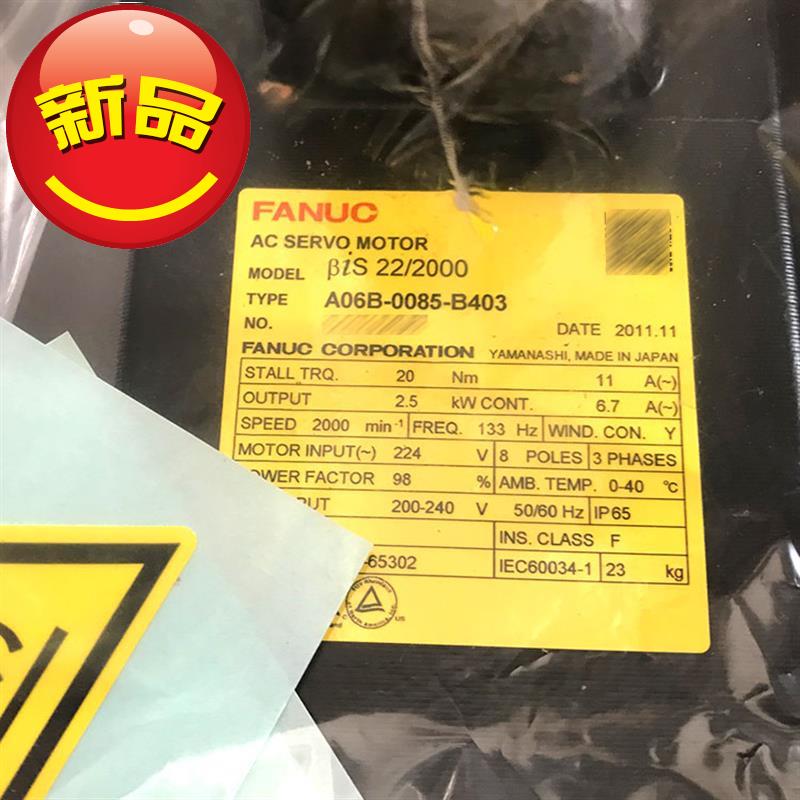 新品
FANUC
AC SERVO MOTOR
MODEL βiS 22/2000
TYPE A06B-0085-B403
NO.
DATE 2011.11
FANUC CORPORATION YAMANASHI, MADE IN JAPAN
STALL TRQ. 20 Nm 11 A(~)
OUTPUT 2.5 kW CONT. 6.7 A(~)
SPEED 2000 min⁻¹ FREQ. 133 Hz WIND. CON. Y
MOTOR INPUT(~) 224 V 8 POLES 3 PHASES
POWER FACTOR 98 % AMB. TEMP. 0-40 ℃
200-240 V 50/60 Hz IP65
INS. CLASS F
-65302 IEC60034-1 23 kg
C US